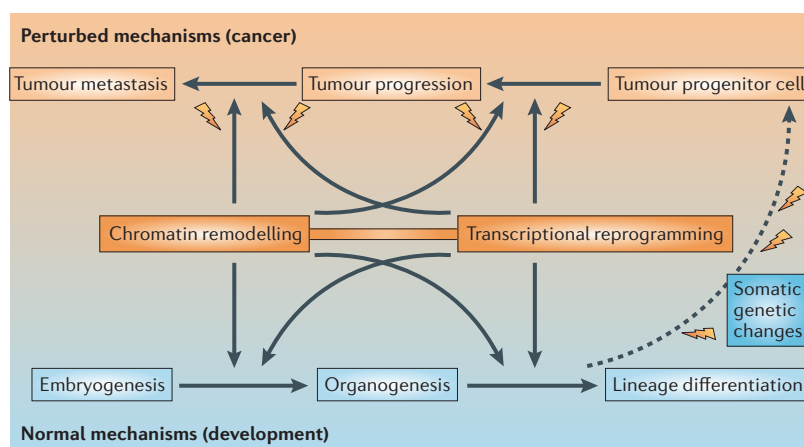 Perturbed mechanisms (cancer)
Tumour metastasis
Tumour progression
Tumour progenitor cell
Chromatin remodelling
Transcriptional reprogramming
Somatic
genetic
changes
Embryogenesis
Organogenesis
Lineage differentiation
Normal mechanisms (development)